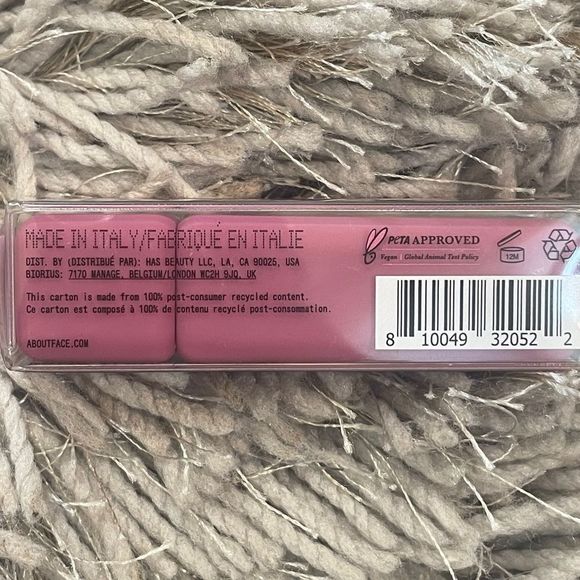 MADE IN ITALY/FABRIQUÉ EN ITALIE
DIST. BY (DISTRIBUÉ PAR): HAS BEAUTY LLC, LA, CA 90025, USA
BIORIUS: 7170 MANAGE, BELGIUM/LONDON WC2H 9JQ, UK
This carton is made from 100% post-consumer recycled content.
Ce carton est composé à 100% de contenu recyclé post-consommation.
ABOUTFACE.COM
PETA APPROVED
Vegan | Global Animal Test Policy
12M
8 10049 32052 2